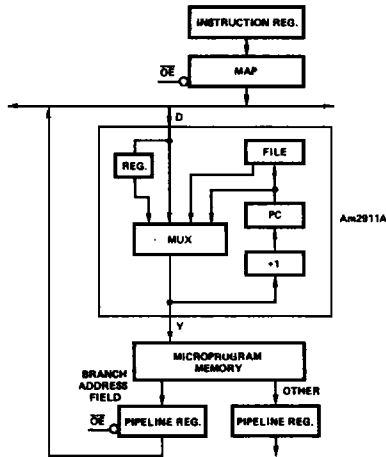 INSTRUCTION REG.
OE
MAP
D
REG.
FILE
MUX
PC
+1
Am2911A
Y
MICROPROGRAM
MEMORY
BRANCH
ADDRESS
FIELD
OTHER
OE
PIPELINE REG.
PIPELINE REG.